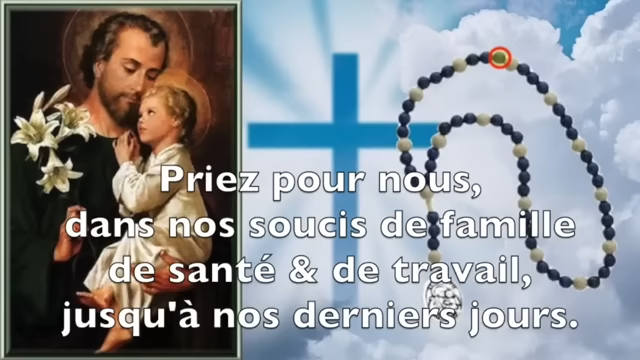 Priez pour nous,
dans nos soucis de famille
de santé & de travail,
jusqu'à nos derniers jours.